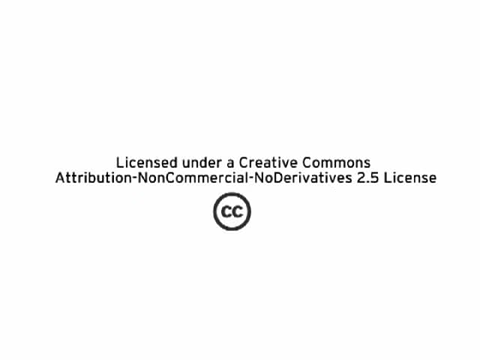 Licensed under a Creative Commons
Attribution-NonCommercial-NoDerivatives 2.5 License
cc